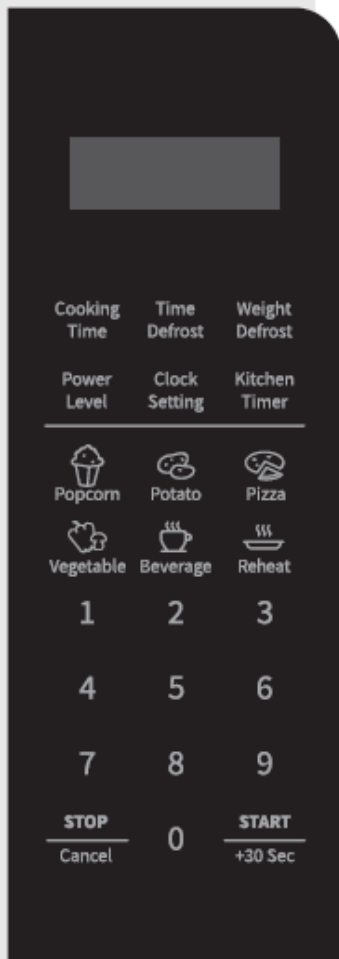 Cooking Time Weight
Time Defrost Defrost
Power Clock Kitchen
Level Setting Timer
Popcorn Potato Pizza
Vegetable Beverage Reheat
1 2 3
4 5 6
7 8 9
STOP START
0
Cancel +30 Sec